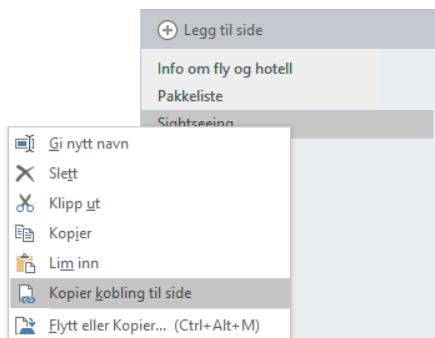 Legg til side
Info om fly og hotell
Pakkeliste
Sightseeing
Gi nytt navn
Slett
Klipp ut
Kopier
Lim inn
Kopier kobling til side
Flytt eller Kopier... (Ctrl+Alt+M)